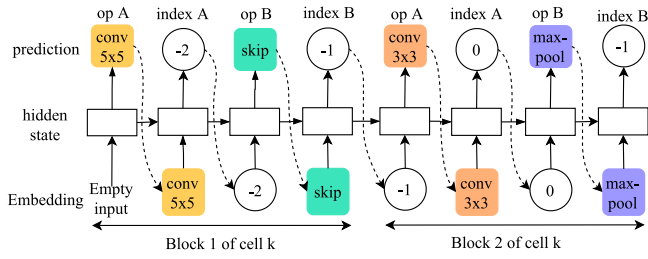 op A index A op B index B op A index A op B index B
prediction conv 5x5 -2 skip -1 conv 3x3 0 max-pool -1
hidden state
Embedding Empty input conv 5x5 -2 skip -1 conv 3x3 0 max-pool
Block 1 of cell k Block 2 of cell k